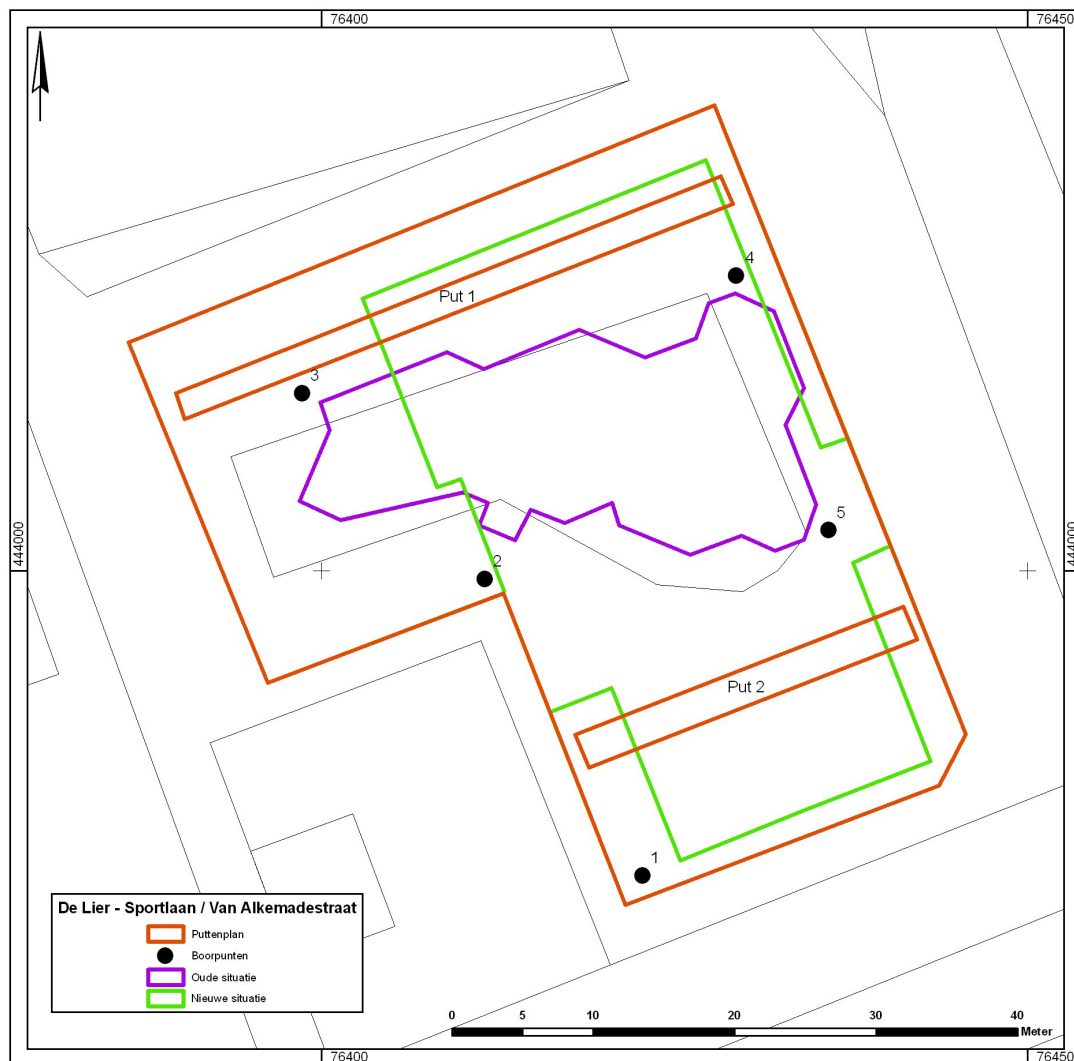 76400
76450
4
Put 1
3
5
444000
444000
2
Put 2
1
De Lier - Sportlaan / Van Alkemadestraat
Puttenplan
Boorpunten
Oude situatie
Nieuwe situatie
0 5 10 20 30 40
Meter
76400
76450